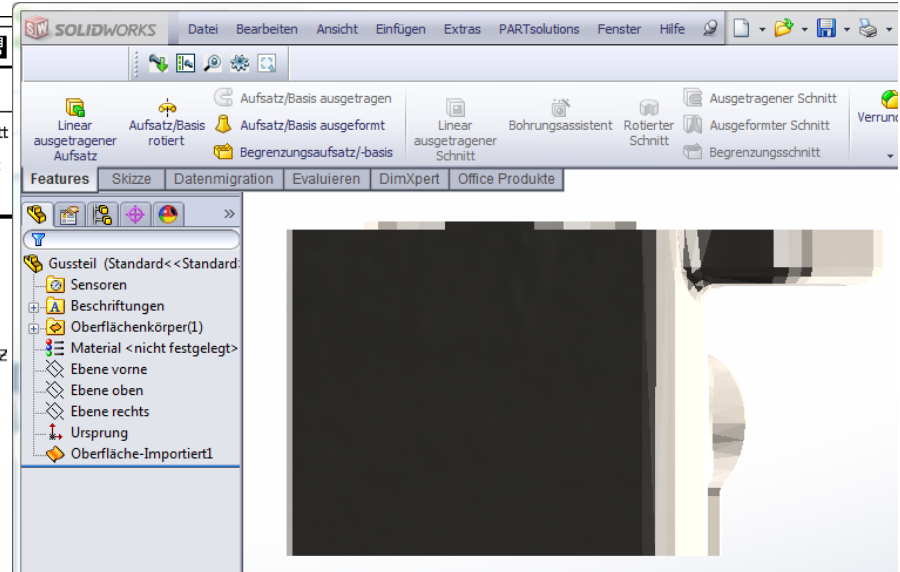 SOLIDWORKS Datei Bearbeiten Ansicht Einfügen Extras PARTsolutions Fenster Hilfe
Linear ausgetragener Aufsatz
Aufsatz/Basis rotiert
Aufsatz/Basis ausgetragen
Aufsatz/Basis ausgeformt
Begrenzungsaufsatz/-basis
Linear ausgetragener Schnitt
Bohrungsassistent
Rotierter Schnitt
Ausgetragener Schnitt
Ausgeformter Schnitt
Begrenzungsschnitt
Verrund
Features Skizze Datenmigration Evaluieren DimXpert Office Produkte
Gussteil (Standard<<Standard
Sensoren
Beschriftungen
Oberflächenkörper(1)
Material <nicht festgelegt>
Ebene vorne
Ebene oben
Ebene rechts
Ursprung
Oberfläche-Importiert1